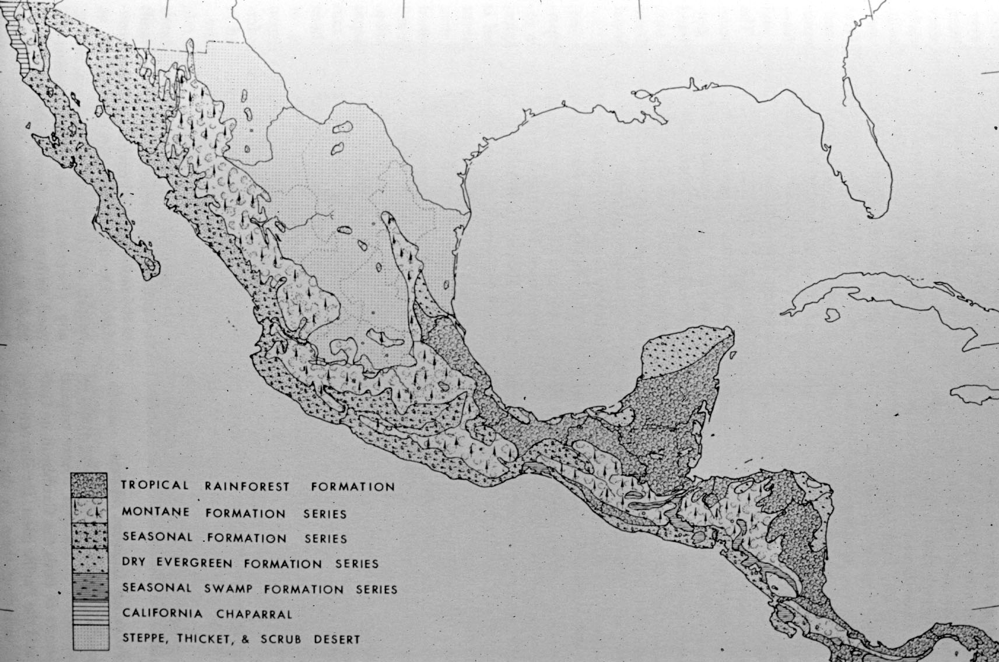 TROPICAL RAINFOREST FORMATION
MONTANE FORMATION SERIES
SEASONAL .FORMATION SERIES
DRY EVERGREEN FORMATION SERIES
SEASONAL SWAMP FORMATION SERIES
CALIFORNIA CHAPARRAL
STEPPE, THICKET, & SCRUB DESERT